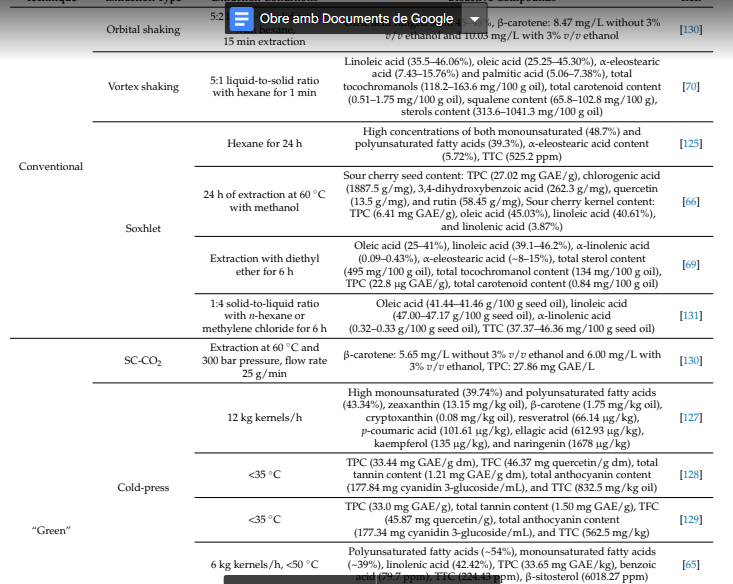 Obre amb Documents de Google
5:2
Orbital shaking
hexane,
%, β-carotene: 8.47 mg/L without 3%
15 min extraction
v/v ethanol and 10.03 mg/L with 3% v/v ethanol
[130]
Vortex shaking
5:1 liquid-to-solid ratio
with hexane for 1 min
Linoleic acid (35.5–46.06%), oleic acid (25.25–45.30%), α-eleostearic
acid (7.43–15.76%) and palmitic acid (5.06–7.38%), total
tocochromanols (118.2–163.6 mg/100 g oil), total carotenoid content
(0.51–1.75 mg/100 g oil), squalene content (65.8–102.8 mg/100 g),
sterols content (313.6–1041.3 mg/100 g oil)
[70]
Conventional
Soxhlet
Hexane for 24 h
High concentrations of both monounsaturated (48.7%) and
polyunsaturated fatty acids (39.3%), α-eleostearic acid content
(5.72%), TTC (525.2 ppm)
[125]
24 h of extraction at 60 °C
with methanol
Sour cherry seed content: TPC (27.02 mg GAE/g), chlorogenic acid
(1887.5 g/mg), 3,4-dihydroxybenzoic acid (262.3 g/mg), quercetin
(13.5 g/mg), and rutin (58.45 g/mg), Sour cherry kernel content:
TPC (6.41 mg GAE/g), oleic acid (45.03%), linoleic acid (40.61%),
and linolenic acid (3.87%)
[66]
Extraction with diethyl
ether for 6 h
Oleic acid (25–41%), linoleic (39.1–46.2%), α-linolenic acid
(0.09–0.43%), α-eleostearic acid (~8–15%), total sterol content
(495 mg/100 g oil), total tocochromanol content (134 mg/100 g oil),
TPC (22.8 µg GAE/g), total carotenoid content (0.84 mg/100 g oil)
[69]
1:4 solid-to-liquid ratio
with n-hexane or
methylene chloride for 6 h
Oleic acid (41.44–41.46 g/100 g seed oil), linoleic acid
(47.00–47.17 g/100 g seed oil), α-linolenic acid
(0.32–0.33 g/100 g seed oil), TTC (37.37–46.36 mg/100 g seed oil)
[131]
"Green"
SC-CO2
Extraction at 60 °C and
300 bar pressure, flow rate
25 g/min
β-carotene: 5.65 mg/L without 3% v/v ethanol and 6.00 mg/L with
3% v/v ethanol, TPC: 27.86 mg GAE/L
[130]
Cold-press
12 kg kernels/h
High monounsaturated (39.74%) and polyunsaturated fatty acids
(43.34%), zeaxanthin (13.15 mg/kg oil), β-carotene (1.75 mg/kg oil),
cryptoxanthin (0.08 mg/kg oil), resveratrol (66.14 µg/kg),
p-coumaric acid (101.61 µg/kg), ellagic acid (612.93 µg/kg),
kaempferol (135 µg/kg), and naringenin (1678 µg/kg)
[127]
<35 °C
TPC (33.44 mg GAE/g dm), TFC (46.37 mg quercetin/g dm), total
tannin content (1.21 mg GAE/g dm), total anthocyanin content
(177.84 mg cyanidin 3-glucoside/mL), and TTC (832.5 mg/kg oil)
[128]
<35 °C
TPC (33.0 mg GAE/g), total tannin content (1.50 mg GAE/g), TFC
(45.87 mg quercetin/g), total anthocyanin content
(177.34 mg cyanidin 3-glucoside/mL), and TTC (562.5 mg/kg)
[129]
6 kg kernels/h, <50 °C
Polyunsaturated fatty acids (~54%), monounsaturated fatty acids
(~39%), linolenic acid (42.42%), TPC (33.65 mg GAE/kg), benzoic
acid (79.7 ppm), TTC (224.43 ppm), β-sitosterol (6018.27 ppm)
[65]